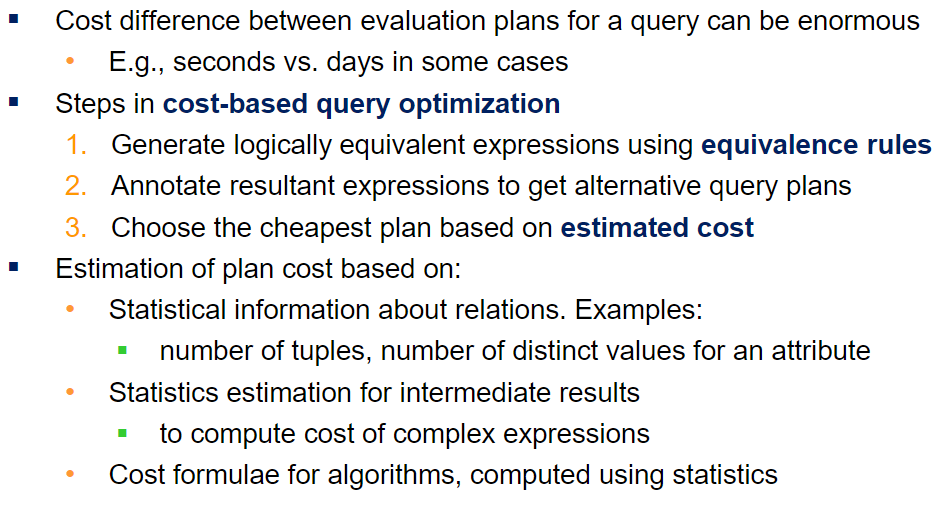 ▪ Cost difference between evaluation plans for a query can be enormous
• E.g., seconds vs. days in some cases
▪ Steps in cost-based query optimization
1. Generate logically equivalent expressions using equivalence rules
2. Annotate resultant expressions to get alternative query plans
3. Choose the cheapest plan based on estimated cost
▪ Estimation of plan cost based on:
• Statistical information about relations. Examples:
▪ number of tuples, number of distinct values for an attribute
• Statistics estimation for intermediate results
▪ to compute cost of complex expressions
• Cost formulae for algorithms, computed using statistics